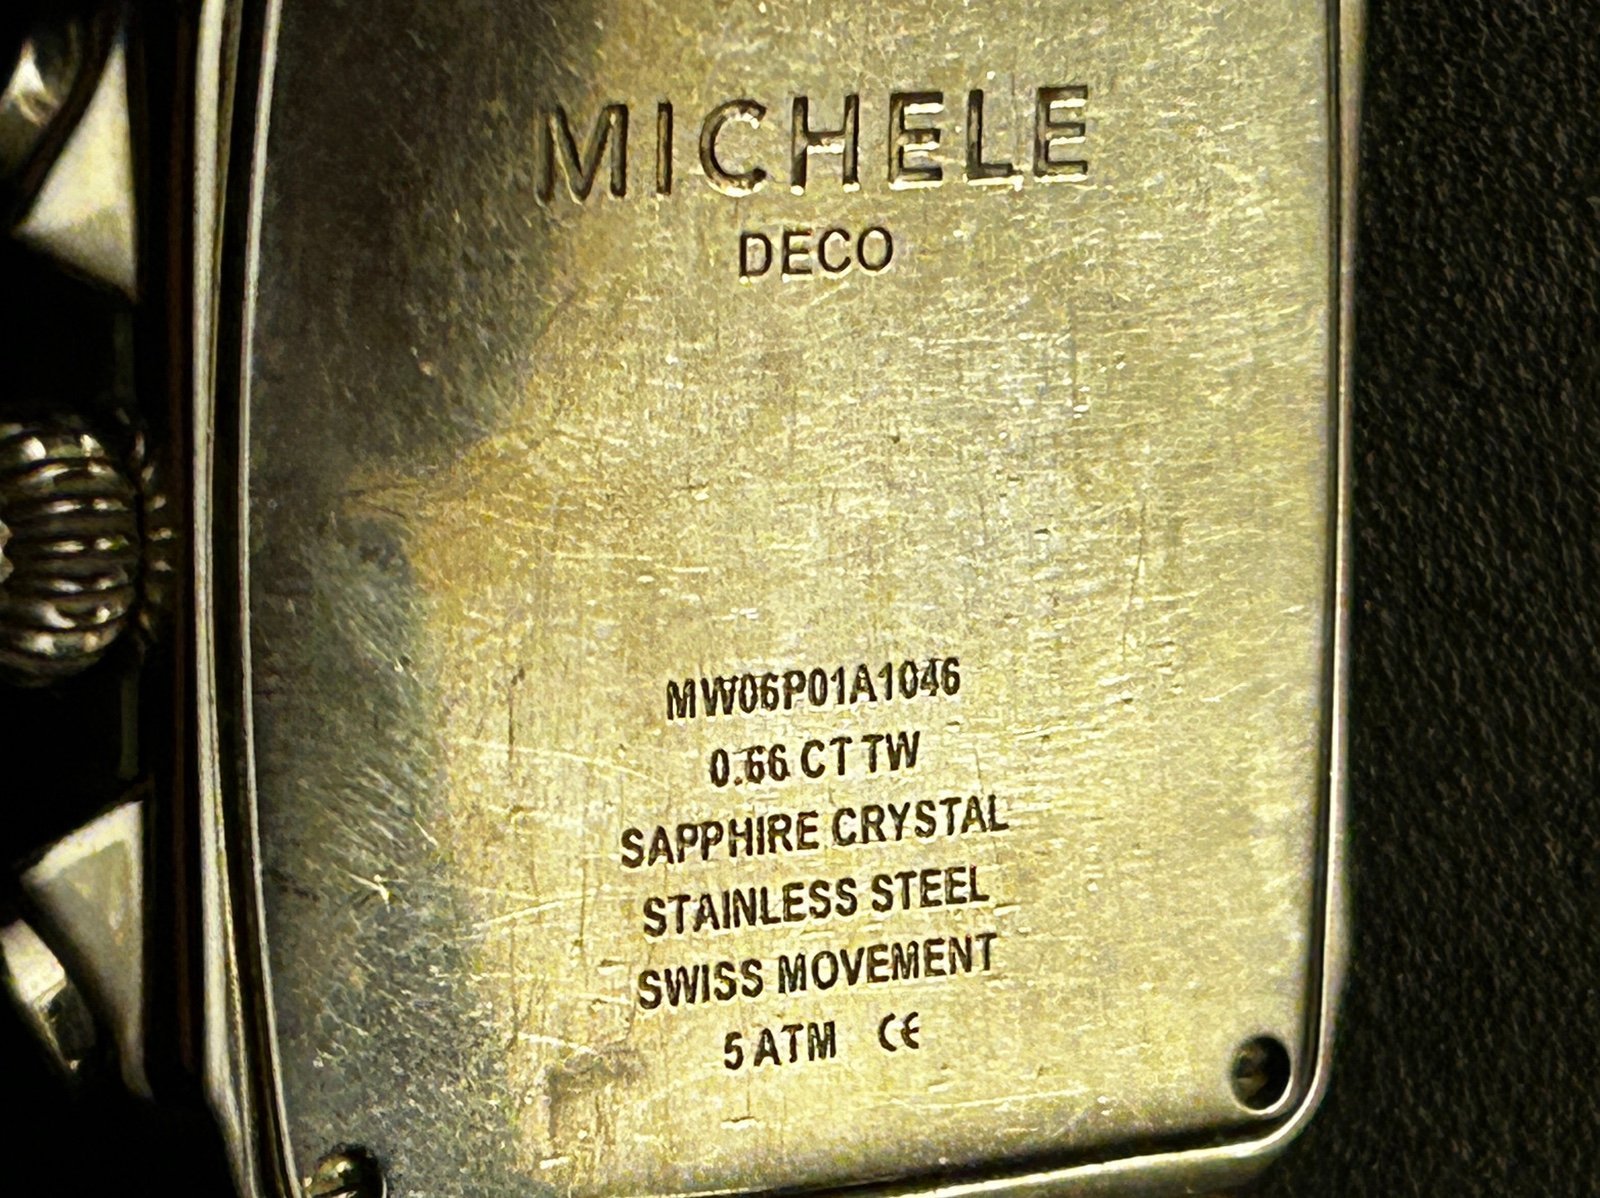 MICHELE
DECO
MW06P01A1046
0.66 CT TW
SAPPHIRE CRYSTAL
STAINLESS STEEL
SWISS MOVEMENT
5 ATM CE